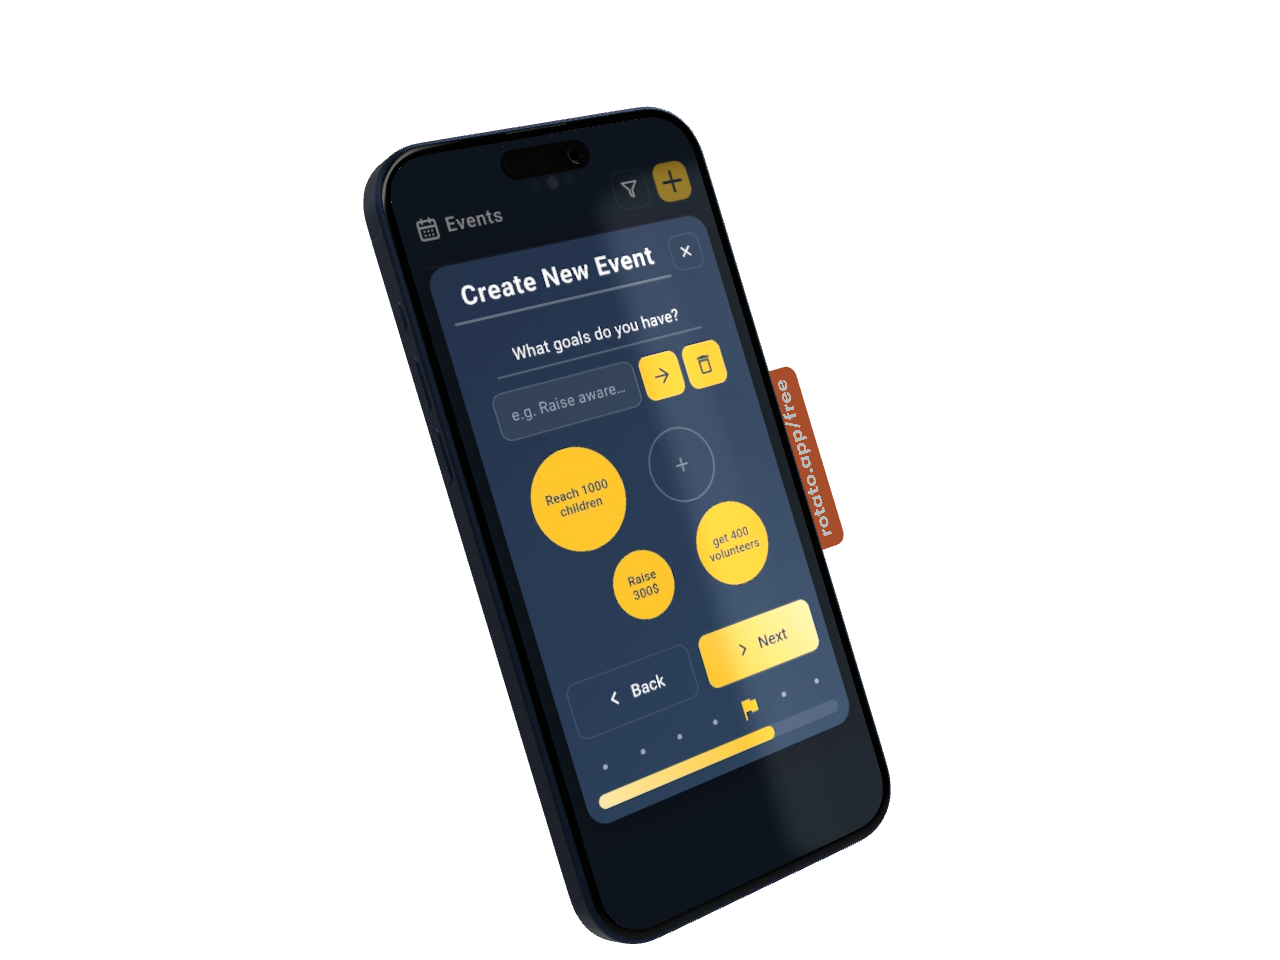 Events
Create New Event
What goals do you have?
e.g. Raise aware...
Reach 1000
children
get 400
volunteers
Raise
300$
Back
Next
rotato.app/free